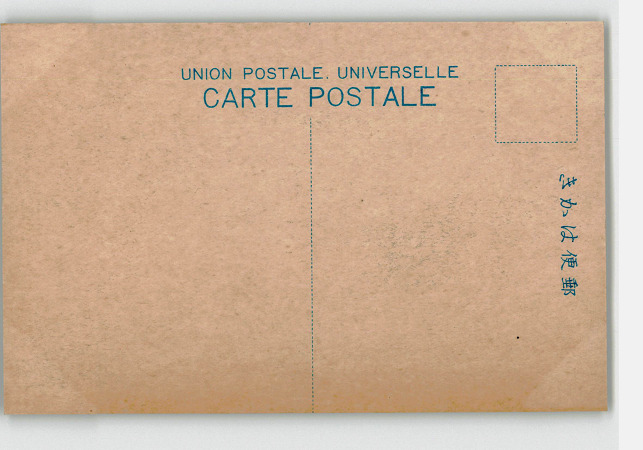 UNION POSTALE. UNIVERSELLE
CARTE POSTALE
きかは便郵